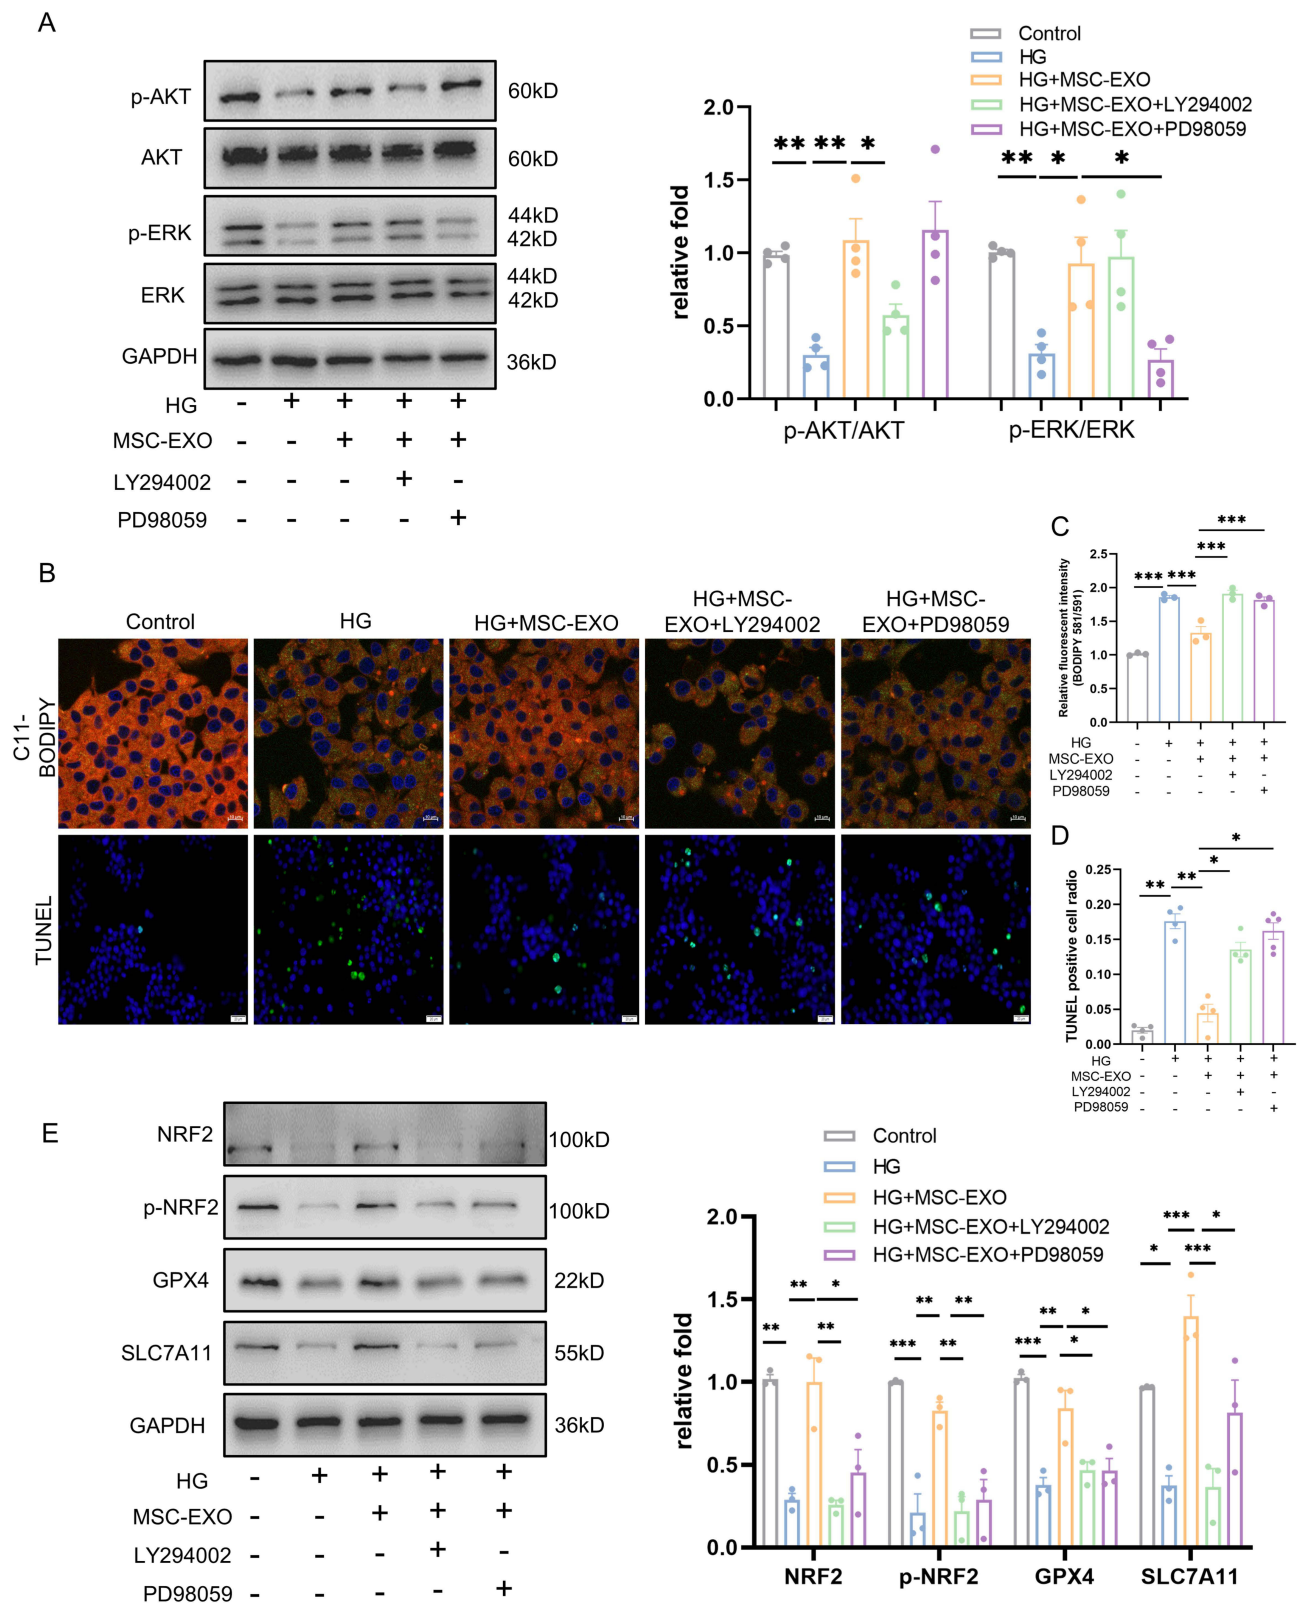 A
p-AKT 60kD
AKT 60kD
p-ERK 44kD
42kD
ERK 44kD
42kD
GAPDH 36kD
HG - + + + +
MSC-EXO - - + + +
LY294002 - - - + -
PD98059 - - - - +
Control
HG
HG+MSC-EXO
HG+MSC-EXO+LY294002
HG+MSC-EXO+PD98059
relative fold
2.0
1.5
1.0
0.5
0.0
** ** * ** * *
p-AKT/AKT p-ERK/ERK
B
Control HG HG+MSC-EXO HG+MSC-
EXO+LY294002 HG+MSC-
EXO+PD98059
C11-
BODIPY
TUNEL
C
Relative fluorescent intensity
(BODIPY 581/591)
2.5
2.0
1.5
1.0
0.5
0.0
***
***
*** ***
HG - + + + +
MSC-EXO - - + + +
LY294002 - - - + -
PD98059 - - - - +
D
TUNEL positive cell radio
0.25
0.20
0.15
0.10
0.05
0.00
*
*
** **
HG - + + + +
MSC-EXO - - + + +
LY294002 - - - + -
PD98059 - - - - +
E
NRF2 100kD
p-NRF2 100kD
GPX4 22kD
SLC7A11 55kD
GAPDH 36kD
HG - + + + +
MSC-EXO - - + + +
LY294002 - - - + -
PD98059 - - - - +
Control
HG
HG+MSC-EXO
HG+MSC-EXO+LY294002
HG+MSC-EXO+PD98059
relative fold
2.0
1.5
1.0
0.5
0.0
** ** ** *
*** ** ** **
*** ** * *
* *** *** *
NRF2 p-NRF2 GPX4 SLC7A11